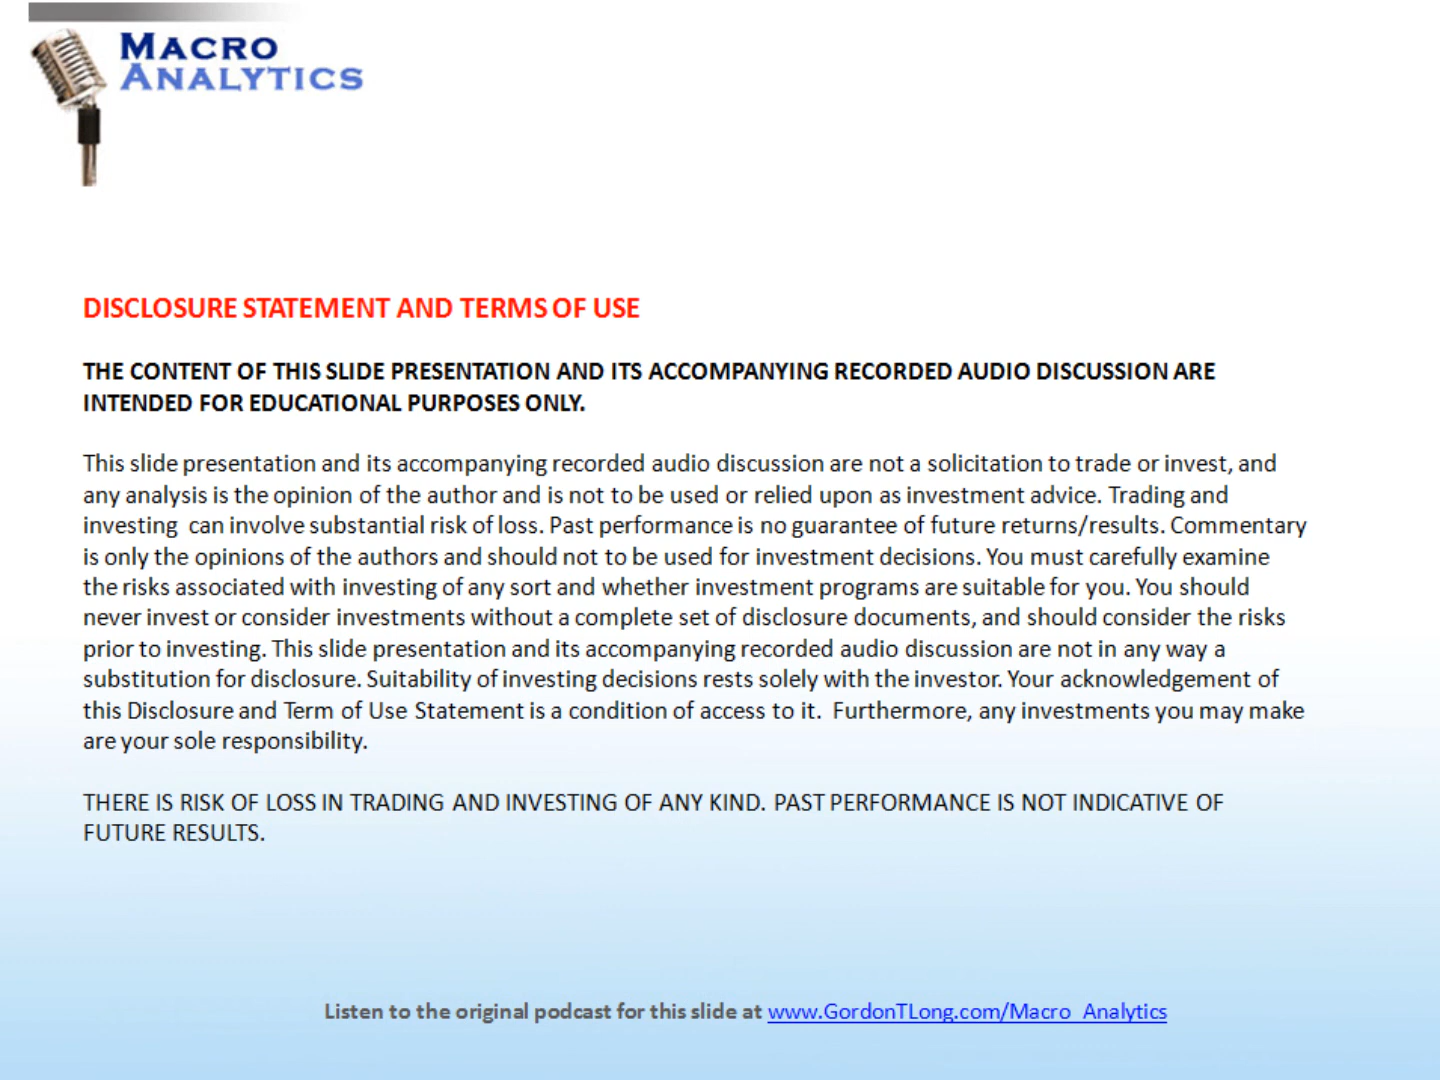 MACRO
ANALYTICS
DISCLOSURE STATEMENT AND TERMS OF USE
THE CONTENT OF THIS SLIDE PRESENTATION AND ITS ACCOMPANYING RECORDED AUDIO DISCUSSION ARE
INTENDED FOR EDUCATIONAL PURPOSES ONLY.
This slide presentation and its accompanying recorded audio discussion are not a solicitation to trade or invest, and
any analysis is the opinion of the author and is not to be used or relied upon as investment advice. Trading and
investing  can involve substantial risk of loss. Past performance is no guarantee of future returns/results. Commentary
is only the opinions of the authors and should not to be used for investment decisions. You must carefully examine
the risks associated with investing of any sort and whether investment programs are suitable for you. You should
never invest or consider investments without a complete set of disclosure documents, and should consider the risks
prior to investing. This slide presentation and its accompanying recorded audio discussion are not in any way a
substitution for disclosure. Suitability of investing decisions rests solely with the investor. Your acknowledgement of
this Disclosure and Term of Use Statement is a condition of access to it.  Furthermore, any investments you may make
are your sole responsibility.
THERE IS RISK OF LOSS IN TRADING AND INVESTING OF ANY KIND. PAST PERFORMANCE IS NOT INDICATIVE OF
FUTURE RESULTS.
Listen to the original podcast for this slide at www.GordonTLong.com/Macro_Analytics